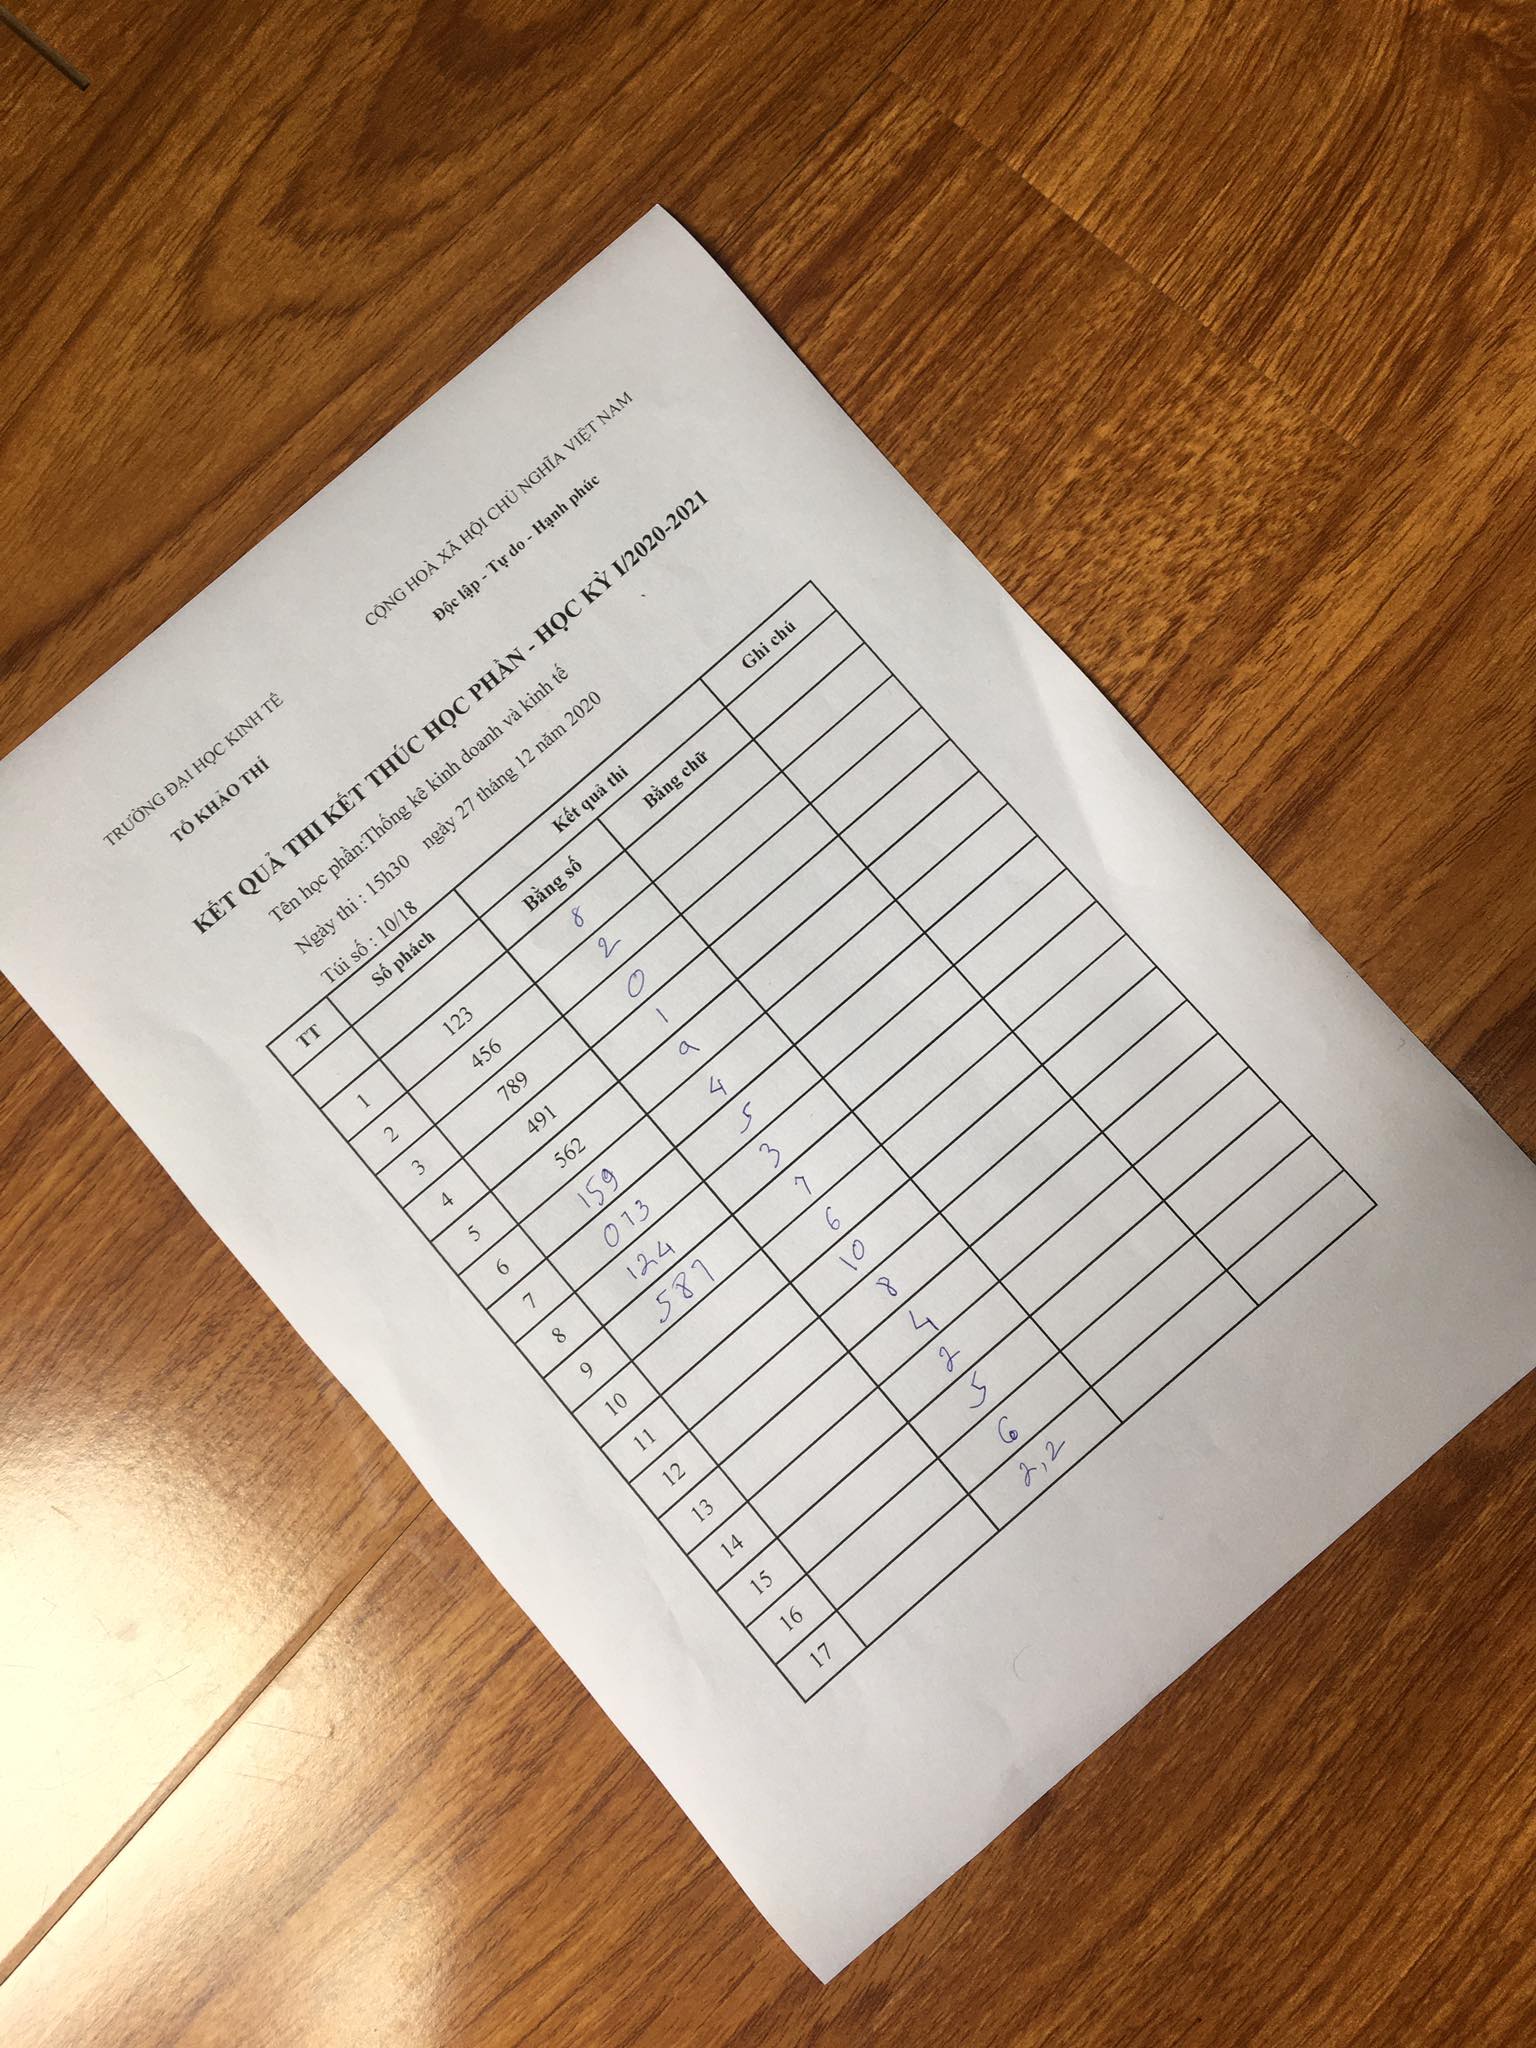 TRƯỜNG ĐẠI HỌC KINH TẾ CỘNG HOÀ XÃ HỘI CHỦ NGHĨA VIỆT NAM
TỔ KHẢO THÍ Độc lập - Tự do - Hạnh phúc
KẾT QUẢ THI KẾT THÚC HỌC PHẦN - HỌC KỲ I/2020-2021
Tên học phần:Thống kê kinh doanh và kinh tế
Ngày thi : 15h30 ngày 27 tháng 12 năm 2020
Túi số : 10/18
TT Số phách Kết quả thi Ghi chú
Bằng số Bằng chữ
1 123 8
2 456 2
3 789 0
4 491 1
5 562 9
6 159 4
7 073 5
8 124 3
9 587 7
10 6
11 10
12 8
13 4
14 2
15 5
16 6
17 2,2